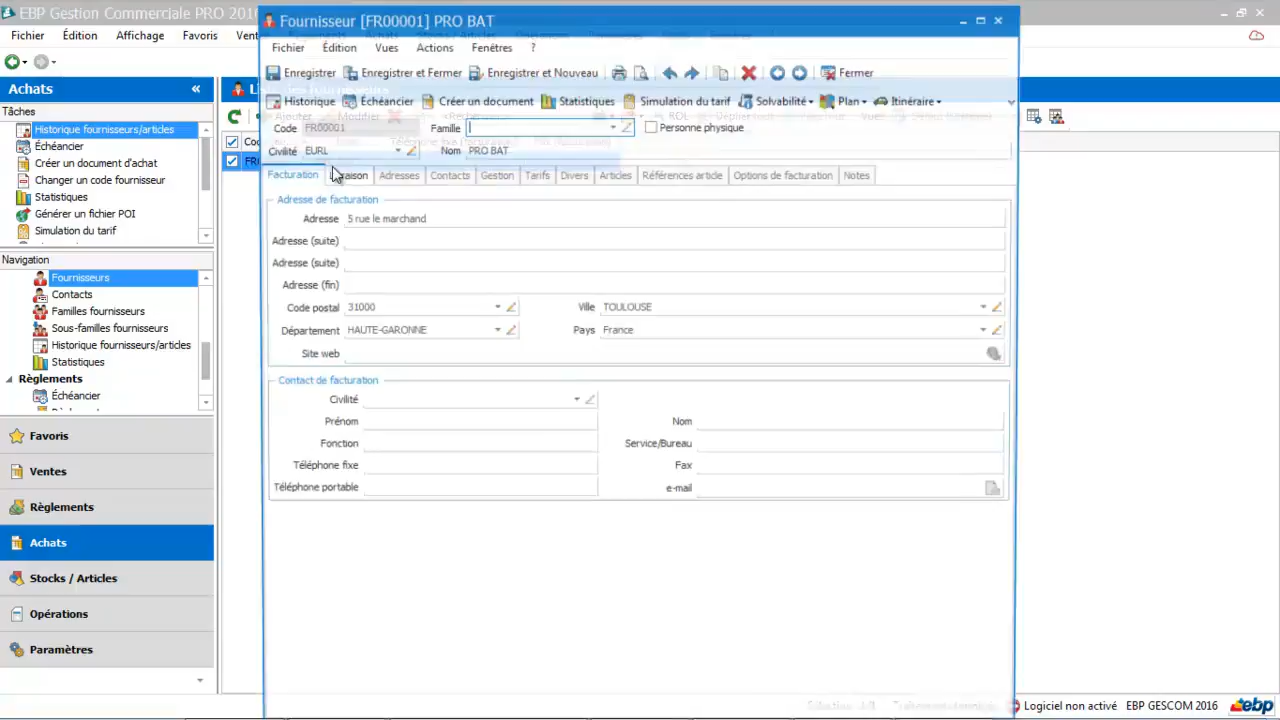 EBP Gestion Commerciale PRO 2016
Fournisseur [FR00001] PRO BAT
Fichier Édition Affichage Favoris Vent
Fichier Édition Vues Actions Fenêtres ?
Enregistrer Enregistrer et Fermer Enregistrer et Nouveau Fermer
Achats «
Historique Échéancier Créer un document Statistiques Simulation du tarif Solvabilité Plan Itinéraire
Tâches
Historique fournisseurs/articles
Échéancier
Créer un document d'achat
Changer un code fournisseur
Statistiques
Générer un fichier POI
Simulation du tarif
Navigation
Fournisseurs
Contacts
Familles fournisseurs
Sous-familles fournisseurs
Historique fournisseurs/articles
Statistiques
Règlements
Échéancier
Favoris
Ventes
Règlements
Achats
Stocks / Articles
Opérations
Paramètres
Code FR00001 Famille Personne physique
Civilité EURL Nom PRO BAT
Facturation raison Adresses Contacts Gestion Tarifs Divers Articles Références article Options de facturation Notes
Adresse de facturation
Adresse 5 rue le marchand
Adresse (suite)
Adresse (suite)
Adresse (fin)
Code postal 31000 Ville TOULOUSE
Département HAUTE-GARONNE Pays France
Site web
Contact de facturation
Civilité
Prénom Nom
Fonction Service/Bureau
Téléphone fixe Fax
Téléphone portable e-mail
Logiciel non activé EBP GESCOM 2016 ebp